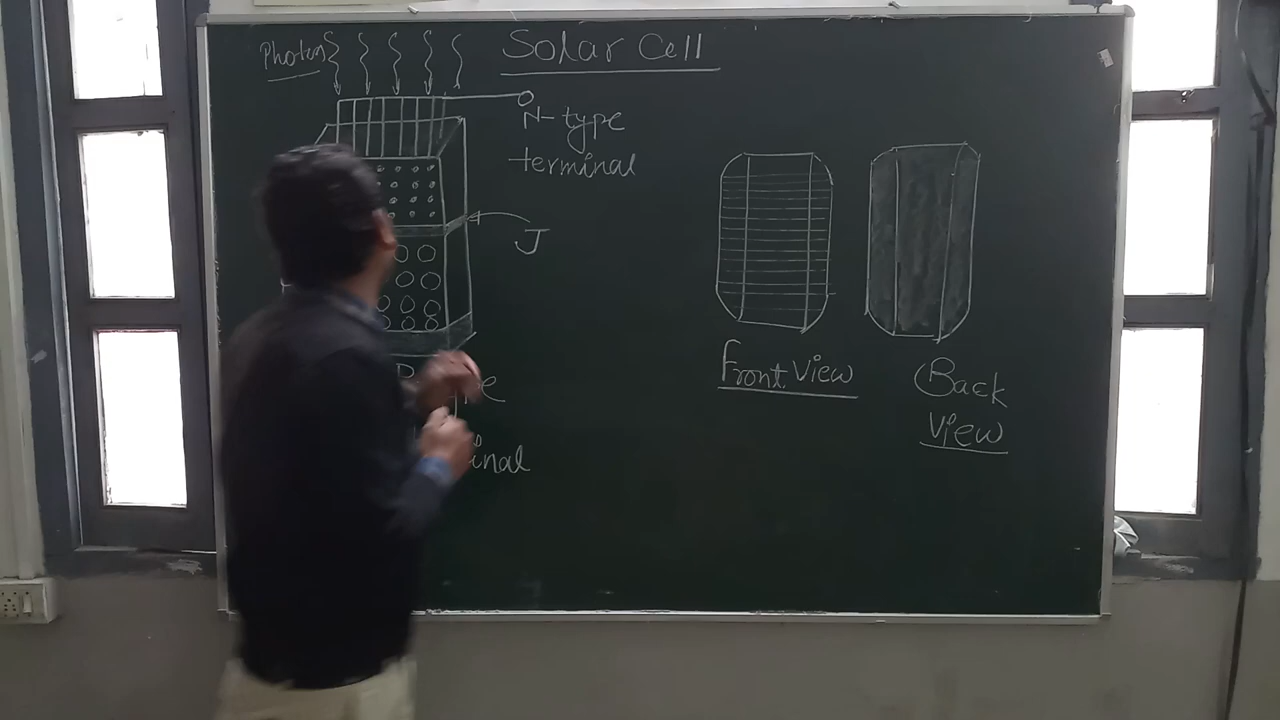 Photons
Solar Cell
N-type
terminal
J
Front View
Back
View